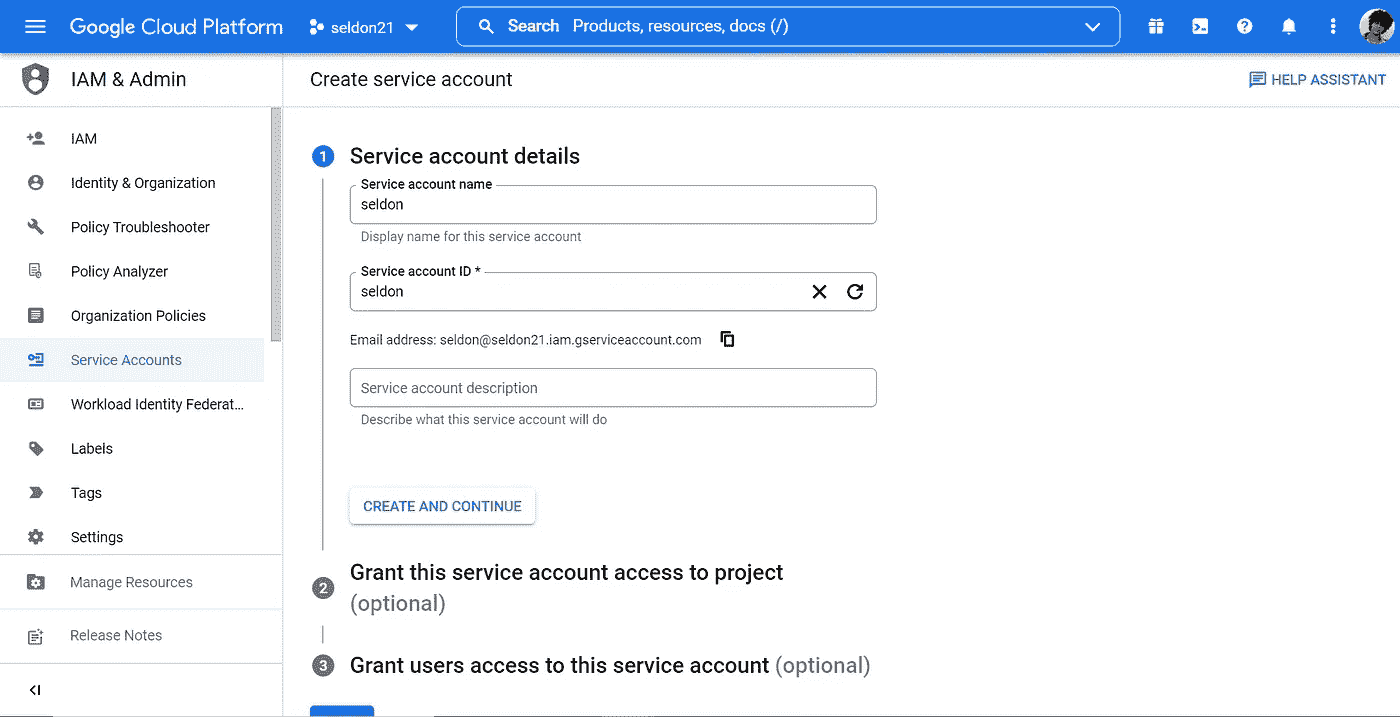 Google Cloud Platform
seldon21
Search Products, resources, docs (/)
IAM & Admin
Create service account
HELP ASSISTANT
IAM
Identity & Organization
Policy Troubleshooter
Policy Analyzer
Organization Policies
Service Accounts
Workload Identity Federat...
Labels
Tags
Settings
Manage Resources
Release Notes
1 Service account details
Service account name
seldon
Display name for this service account
Service account ID *
seldon
Email address: seldon@seldon21.iam.gserviceaccount.com
Service account description
Describe what this service account will do
CREATE AND CONTINUE
2 Grant this service account access to project
(optional)
3 Grant users access to this service account (optional)